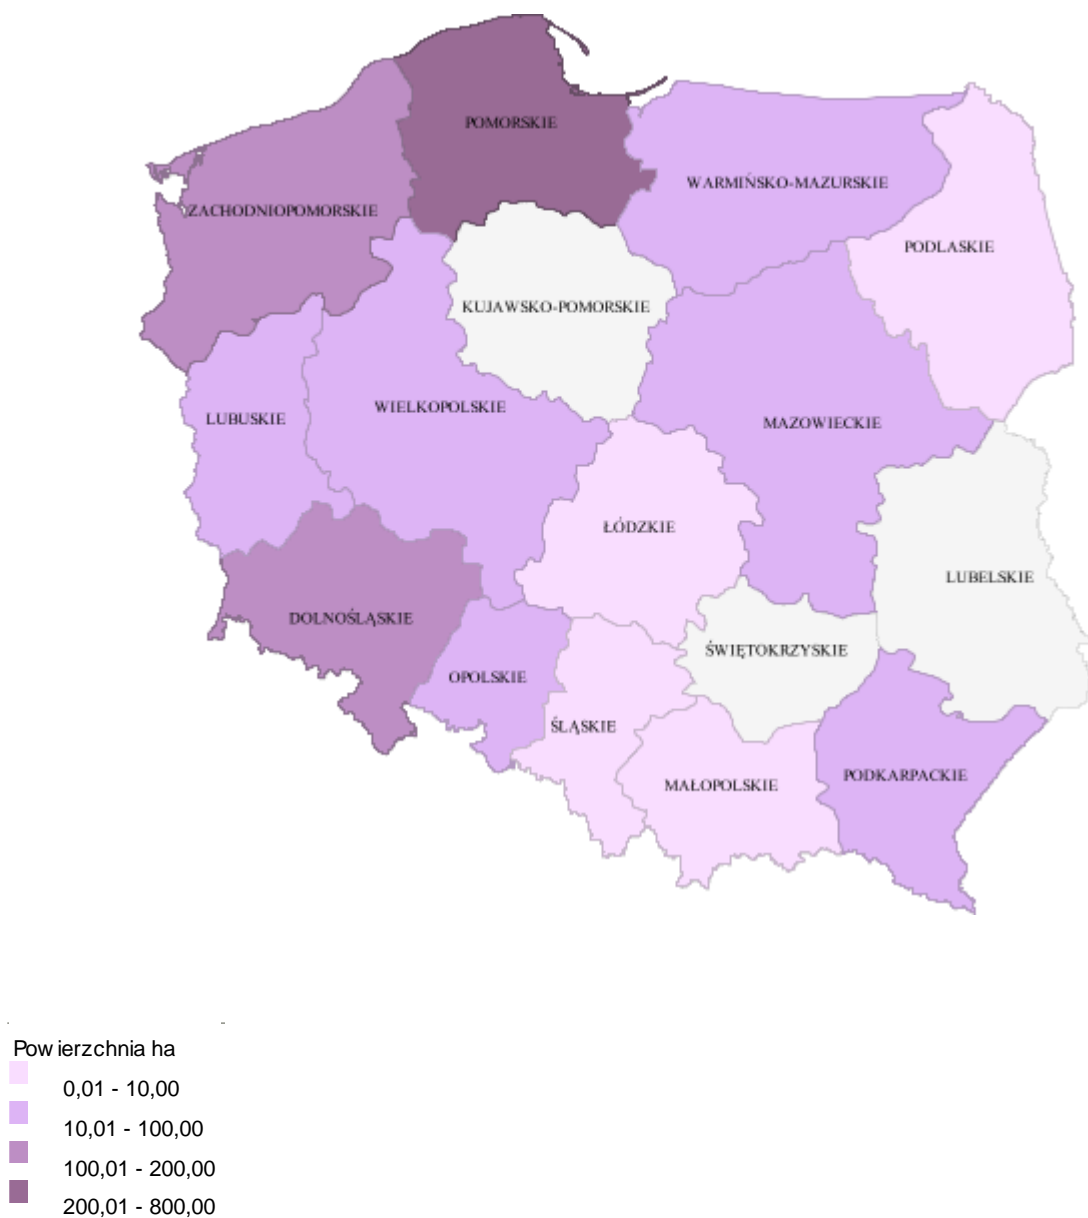 POMORSKIE
WARMIŃSKO-MAZURSKIE
ZACHODNIOPOMORSKIE
PODLASKIE
KUJAWSKO-POMORSKIE
LUBUSKIE
WIELKOPOLSKIE
MAZOWIECKIE
ŁÓDZKIE
LUBELSKIE
DOLNOŚLĄSKIE
ŚWIĘTOKRZYSKIE
OPOLSKIE
ŚLĄSKIE
MAŁOPOLSKIE
PODKARPACKIE
Pow ierzchnia ha
0,01 - 10,00
10,01 - 100,00
100,01 - 200,00
200,01 - 800,00